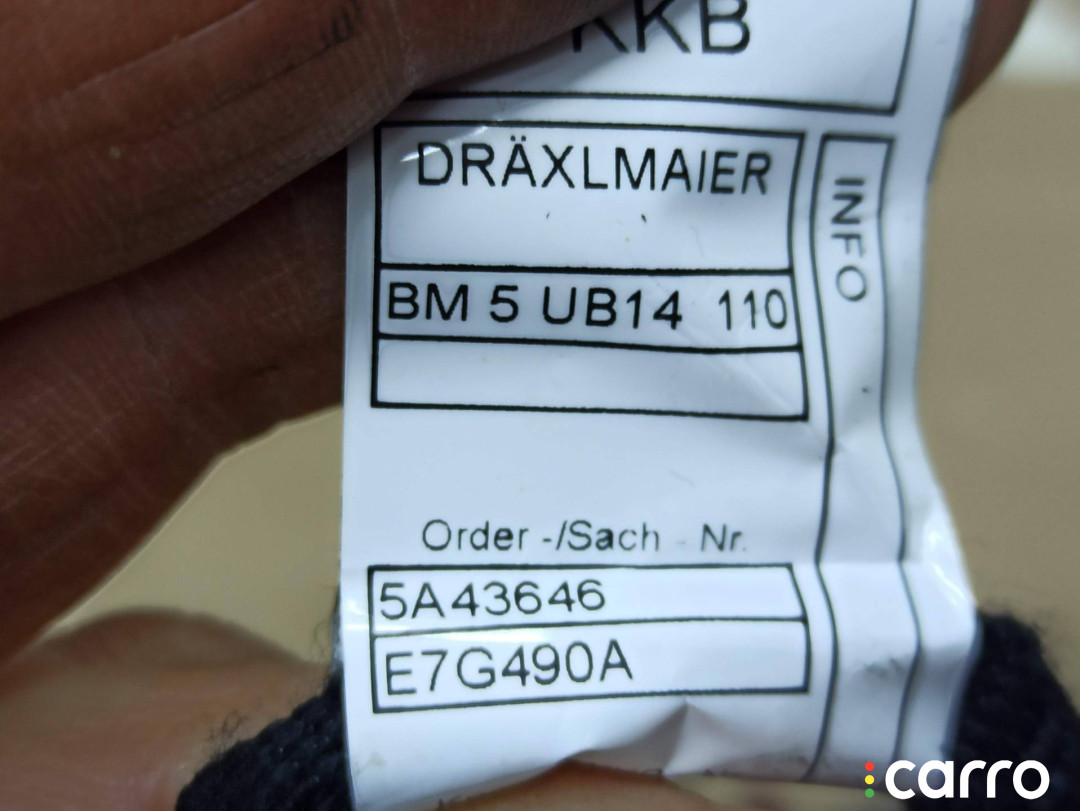 KKB
DRÄXLMAIER
INFO
BM 5 UB14 110
Order -/Sach - Nr.
5A43646
E7G490A
carro